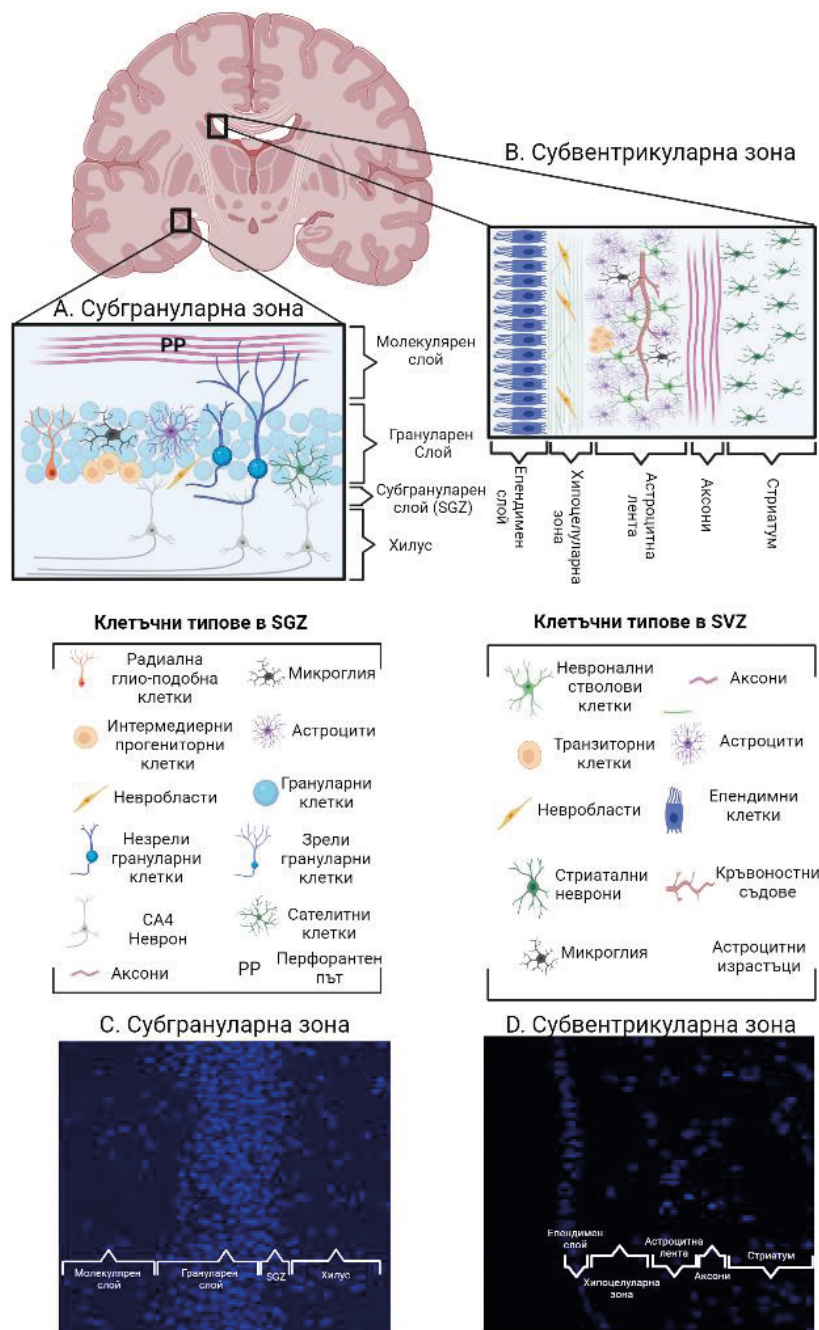 B. Субвентрикуларна зона
A. Субгрануларна зона
PP
Молекулярен
слой
Грануларен
Слой
Субгрануларен
слой (SGZ)
Хилус
Епендимен
слой
Хипоцелуларна
зона
Астроцитна
лента
Аксони
Стриатум
Клетъчни типове в SGZ
Радиална
глио-подобна
клетки
Микроглия
Интермедиерни
прогениторни
клетки
Астроцити
Невробласти
Грануларни
клетки
Незрели
грануларни
клетки
Зрели
грануларни
клетки
CA4
Неврон
Сателитни
клетки
Аксони
PP
Перфорантен
път
Клетъчни типове в SVZ
Невронални
стволови
клетки
Аксони
Транзиторни
клетки
Астроцити
Невробласти
Епендимни
клетки
Стриатални
неврони
Кръвоностни
съдове
Микроглия
Астроцитни
израстъци
C. Субгрануларна зона
Молекулярен
слой
Грануларен
слой
SGZ
Хилус
D. Субвентрикуларна зона
Епендимен
слой
Хипоцелуларна
зона
Астроцитна
лента
Аксони
Стриатум